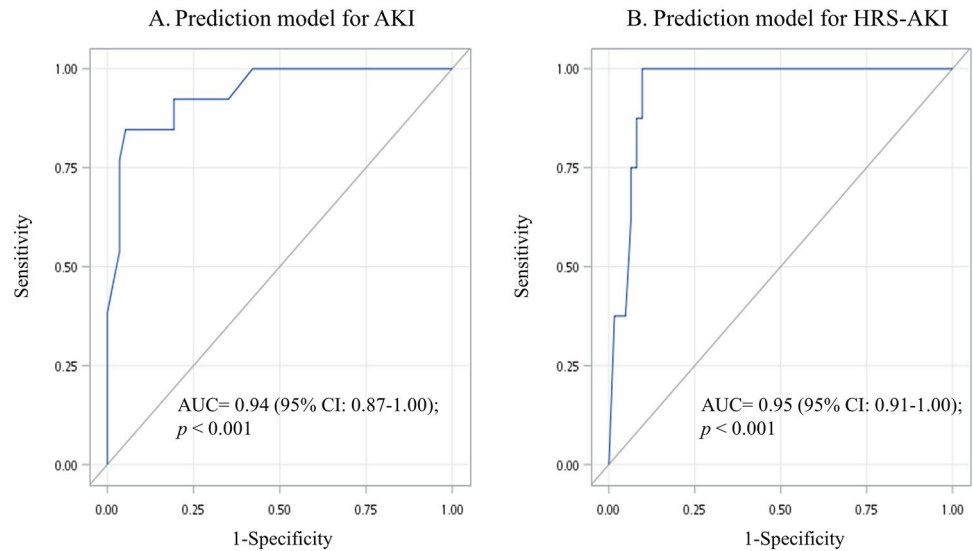 A. Prediction model for AKI
1.00
0.75
0.50
0.25
0.00
Sensitivity
AUC= 0.94 (95% CI: 0.87-1.00);
p < 0.001
0.00 0.25 0.50 0.75 1.00
1-Specificity
B. Prediction model for HRS-AKI
1.00
0.75
0.50
0.25
0.00
Sensitivity
AUC= 0.95 (95% CI: 0.91-1.00);
p < 0.001
0.00 0.25 0.50 0.75 1.00
1-Specificity